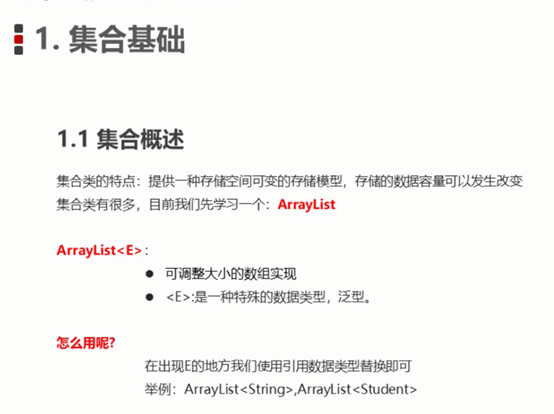 1. 集合基础
1.1 集合概述
集合类的特点：提供一种存储空间可变的存储模型，存储的数据容量可以发生改变
集合类有很多，目前我们先学习一个：ArrayList
ArrayList<E>：
● 可调整大小的数组实现
● <E>:是一种特殊的数据类型，泛型。
怎么用呢?
在出现E的地方我们使用引用数据类型替换即可
举例：ArrayList<String>,ArrayList<Student>